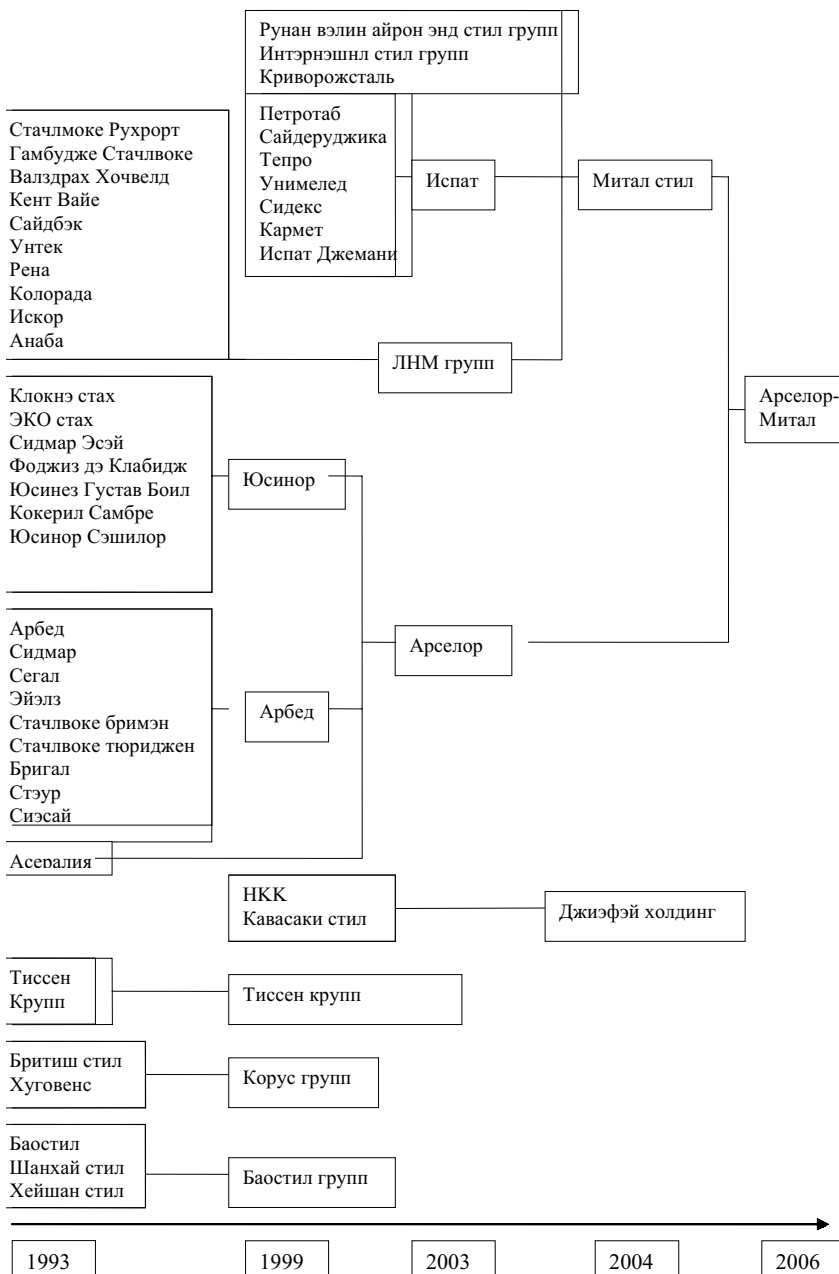 Рунан вэлин айрон энд стил групп
Интэрнэшнл стил групп
Криворожсталь
Стачлмоке Рухрорт
Гамбудже Стачлвоке
Валздрах Хочвелд
Кент Вайе
Сайдбэк
Унтек
Рена
Колорада
Искор
Анаба
Петротаб
Сайдеруджика
Тепро
Унимелед
Сидекс
Кармет
Испат Джемани
Испат
Митал стил
ЛНМ групп
Клокнэ стах
ЭКО стах
Сидмар Эсэй
Фоджиз дэ Клабидж
Юсинез Густав Боил
Кокерил Самбре
Юсинор Сэшилор
Юсинор
Арселор-
Митал
Арбед
Сидмар
Сегал
Эйэлз
Стачлвоке бримэн
Стачлвоке тюриджен
Бригал
Стэур
Сиэсай
Арбед
Арселор
Асералия
НКК
Кавасаки стил
Джиэфэй холдинг
Тиссен
Крупп
Тиссен крупп
Бритиш стил
Хуговенс
Корус групп
Баостил
Шанхай стил
Хейшан стил
Баостил групп
1993
1999
2003
2004
2006